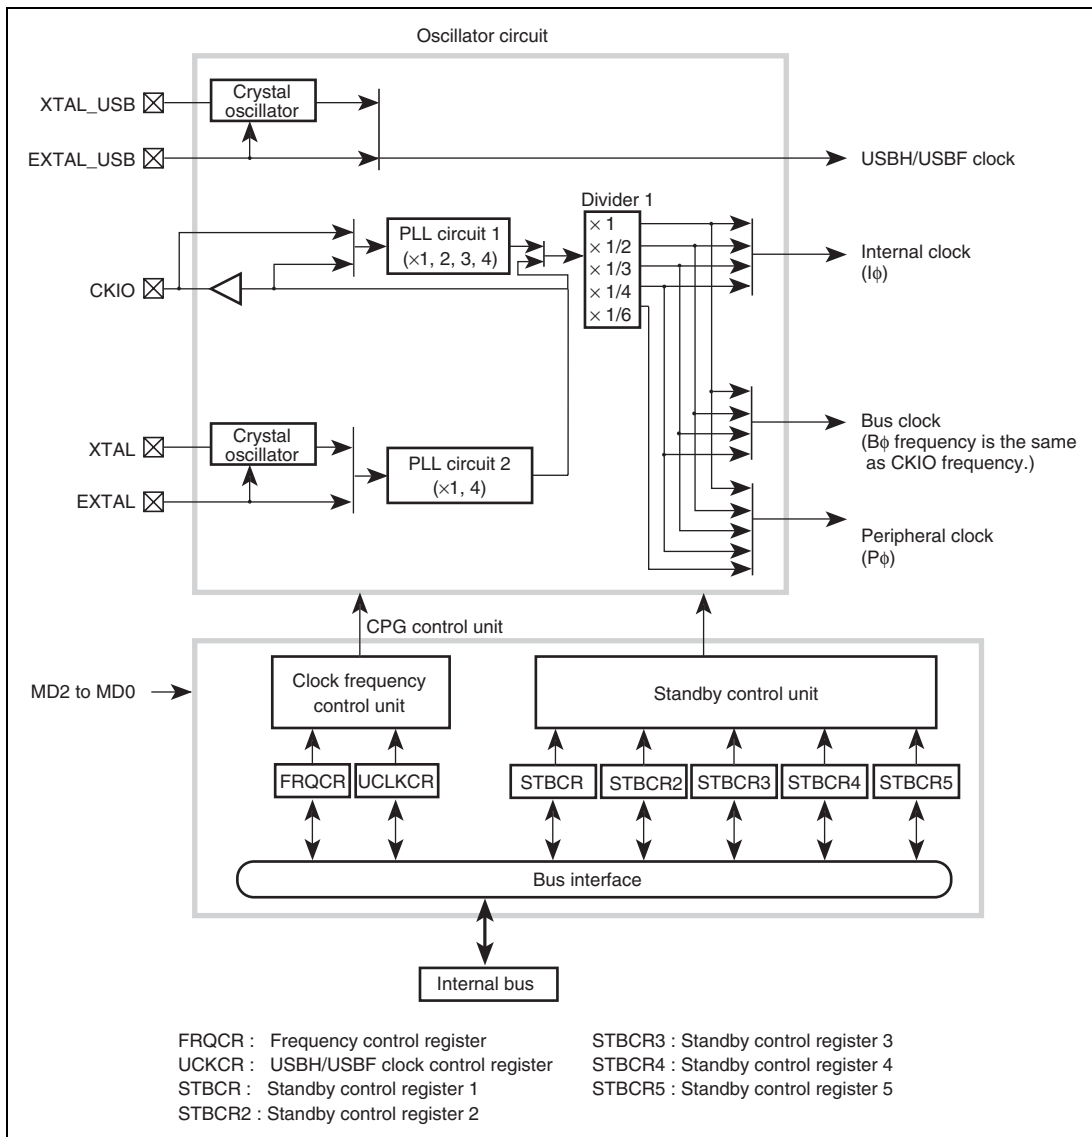 Oscillator circuit
XTAL_USB
Crystal
oscillator
EXTAL_USB
USBH/USBF clock
Divider 1
× 1
× 1/2
× 1/3
× 1/4
× 1/6
PLL circuit 1
(×1, 2, 3, 4)
Internal clock
(Iϕ)
CKIO
XTAL
Crystal
oscillator
PLL circuit 2
(×1, 4)
EXTAL
Bus clock
(Bϕ frequency is the same
as CKIO frequency.)
Peripheral clock
(Pϕ)
CPG control unit
MD2 to MD0
Clock frequency
control unit
Standby control unit
FRQCR
UCLKCR
STBCR
STBCR2
STBCR3
STBCR4
STBCR5
Bus interface
Internal bus
FRQCR : Frequency control register
UCKCR : USBH/USBF clock control register
STBCR : Standby control register 1
STBCR2 : Standby control register 2
STBCR3 : Standby control register 3
STBCR4 : Standby control register 4
STBCR5 : Standby control register 5